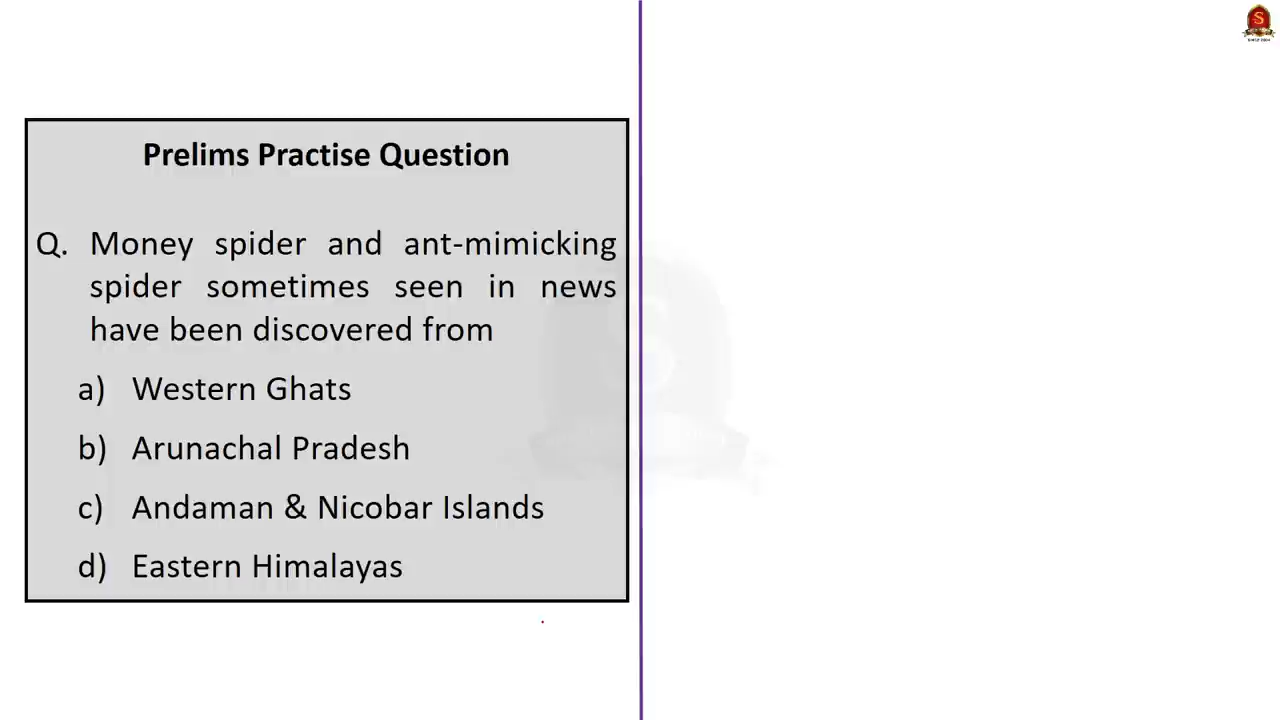 Prelims Practise Question
Q. Money spider and ant-mimicking
spider sometimes seen in news
have been discovered from
a) Western Ghats
b) Arunachal Pradesh
c) Andaman & Nicobar Islands
d) Eastern Himalayas
S